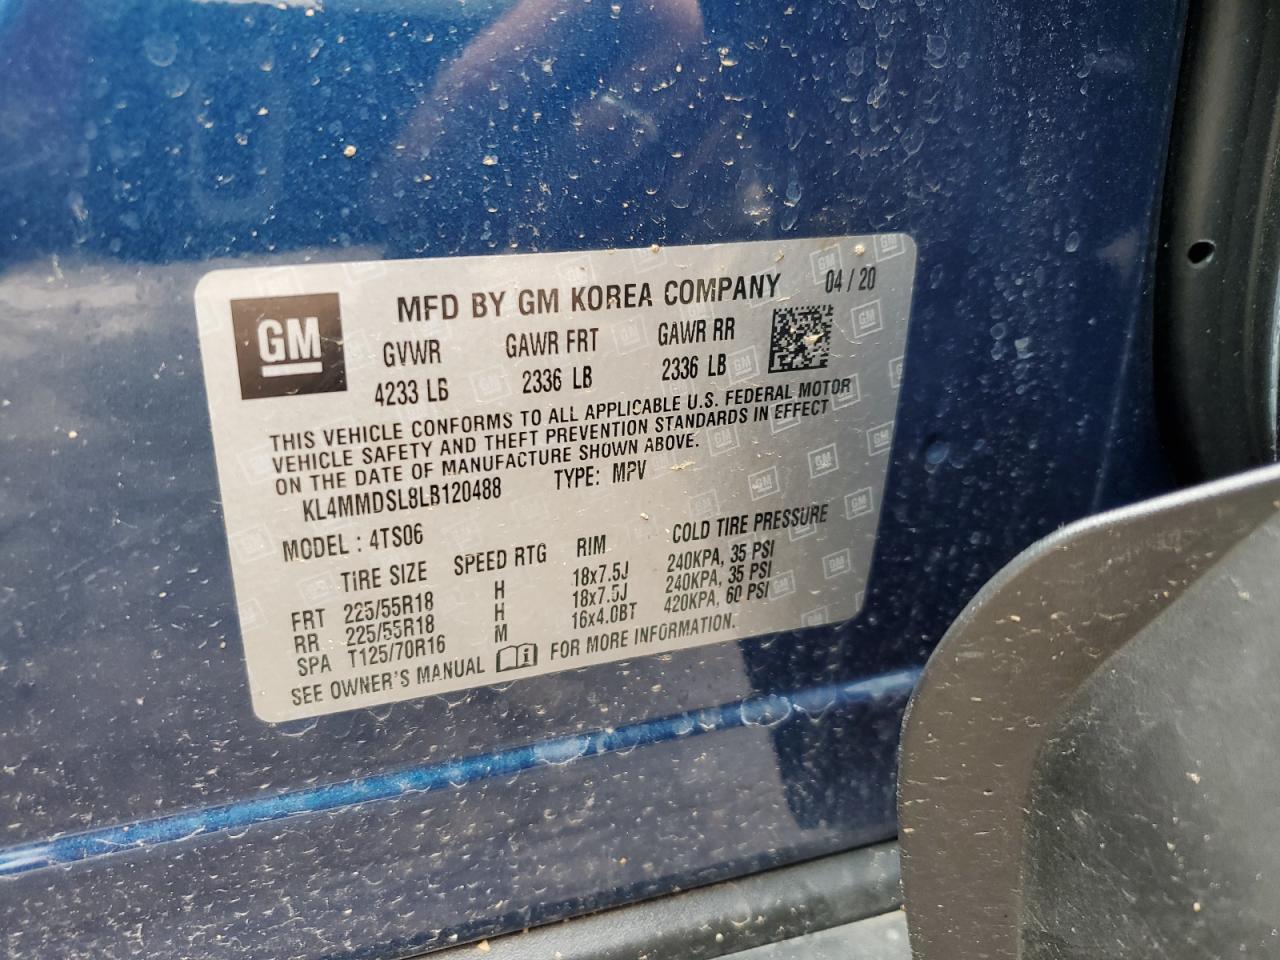 GM
MFD BY GM KOREA COMPANY 04 / 20
GVWR GAWR FRT GAWR RR
4233 LB 2336 LB 2336 LB
THIS VEHICLE CONFORMS TO ALL APPLICABLE U.S. FEDERAL MOTOR
VEHICLE SAFETY AND THEFT PREVENTION STANDARDS IN EFFECT
ON THE DATE OF MANUFACTURE SHOWN ABOVE.
KL4MMDSL8LB120488 TYPE: MPV
MODEL : 4TS06
TIRE SIZE SPEED RTG RIM COLD TIRE PRESSURE
FRT 225/55R18 H 18x7.5J 240KPA, 35 PSI
RR 225/55R18 H 18x7.5J 240KPA, 35 PSI
SPA T125/70R16 M 16x4.0BT 420KPA, 60 PSI
SEE OWNER'S MANUAL FOR MORE INFORMATION.